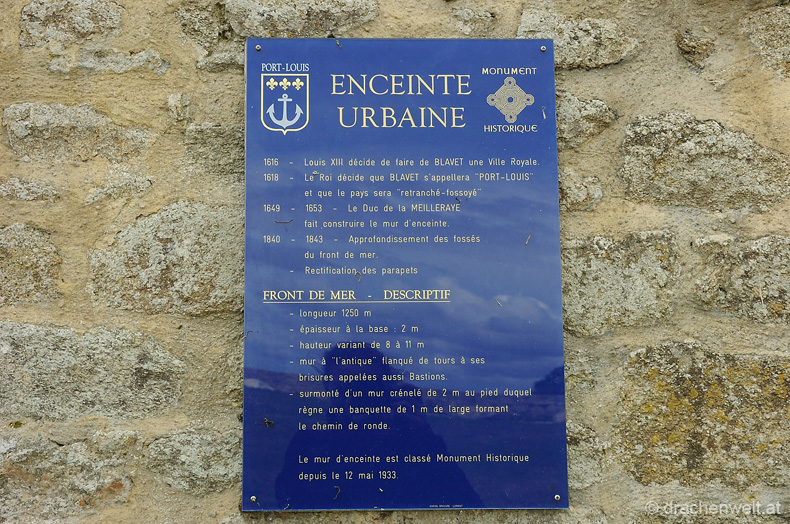 PORT-LOUIS
ENCEINTE
URBAINE
MONUMENT
HISTORIQUE
1616 - Louis XIII décide de faire de BLAVET une Ville Royale.
1618 - Le Roi décide que BLAVET s'appellera "PORT-LOUIS"
et que le pays sera "retranché-fossoyé"
1649 - 1653 - Le Duc de la MEILLERAYE
fait construire le mur d'enceinte.
1840 - 1843 - Approfondissement des fossés
du front de mer.
- Rectification des parapets
FRONT DE MER - DESCRIPTIF
- longueur 1250 m
- épaisseur à la base : 2 m
- hauteur variant de 8 à 11 m
- mur à "l'antique" flanqué de tours à ses
brisures appelées aussi Bastions.
- surmonté d'un mur crénelé de 2 m au pied duquel
règne une banquette de 1 m de large formant
le chemin de ronde.
Le mur d'enceinte est classé Monument Historique
depuis le 12 mai 1933.
© drachenwelt.at